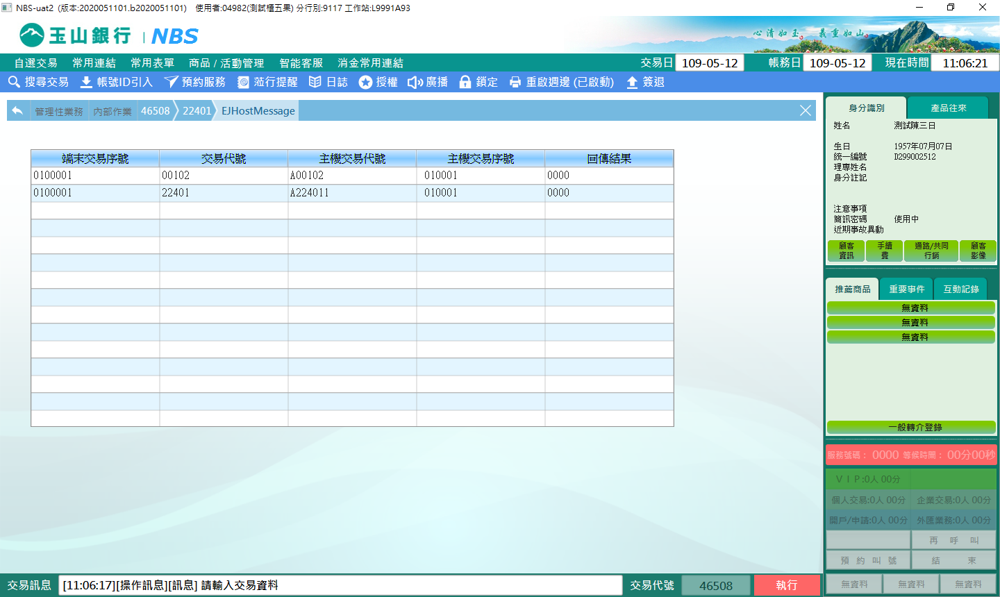 NBS-uat2 (版本:2020051101.b2020051101) 使用者:04982(測試櫃五果) 分行別:9117 工作站:L9991A93
玉山銀行 NBS
心清如玉。 義重如山。
自選交易 常用連結 常用表單 商品 / 活動管理 智能客服 消金常用連結 交易日 109-05-12 帳務日 109-05-12 現在時間 11:06:21
搜尋交易 帳號ID引入 預約服務 蒞行提醒 日誌 授權 廣播 鎖定 重啟週邊 (已啟動) 簽退
管理性業務 內部作業 46508 22401 EJHostMessage
端末交易序號 交易代號 主機交易代號 主機交易序號 回傳結果
0100001 00102 A00102 010001 0000
0100001 22401 A224011 010001 0000
身分識別 產品往來
姓名 測試陳三日
生日 1957年07月07日
統一編號 D299002512
理專姓名
身分註記
注意事項
簡訊密碼 使用中
近期事故異動
顧客資訊 手續費 通路/共同行銷 顧客影像
推薦商品 重要事件 互動記錄
無資料
無資料
無資料
一般轉介登錄
服務號碼: 0000 等候時間: 00分00秒
VIP:0人 00分
個人交易:0人 00分 企業交易:0人 00分
開戶/申請:0人 00分 外匯業務:0人 00分
再 呼 叫
預 約 叫 號 結 束
無資料 無資料 無資料
交易訊息 [11:06:17][操作訊息][訊息] 請輸入交易資料 交易代號 46508 執行